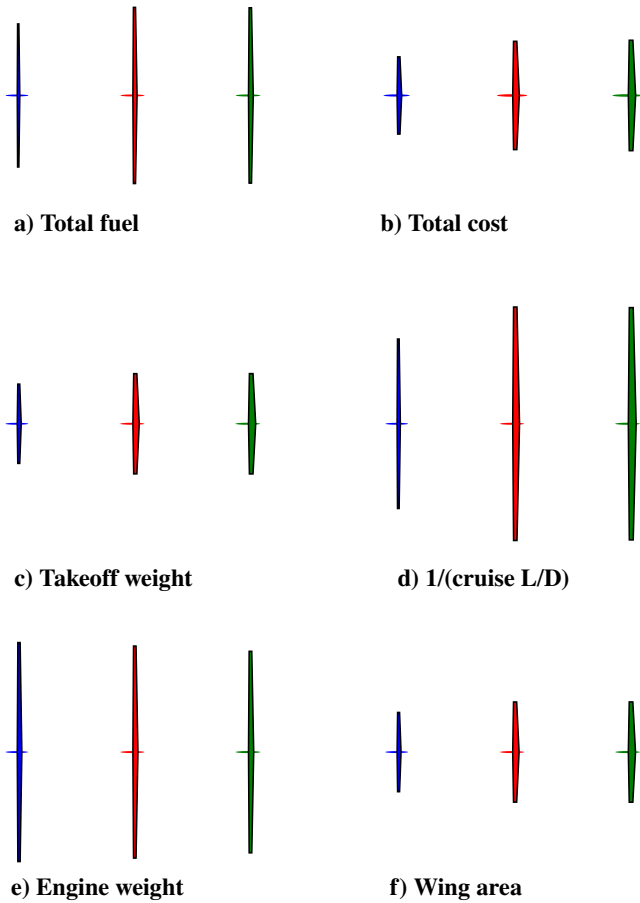 a) Total fuel
b) Total cost
c) Takeoff weight
d) 1/(cruise L/D)
e) Engine weight
f) Wing area